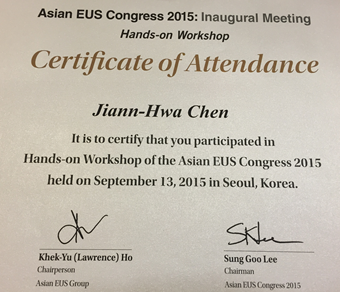 Asian EUS Congress 2015: Inaugural Meeting
Hands-on Workshop
Certificate of Attendance
Jiann-Hwa Chen
It is to certify that you participated in
Hands-on Workshop of the Asian EUS Congress 2015
held on September 13, 2015 in Seoul, Korea.
Khek-Yu (Lawrence) Ho Sung Goo Lee
Chairperson Chairman
Asian EUS Group Asian EUS Congress 2015